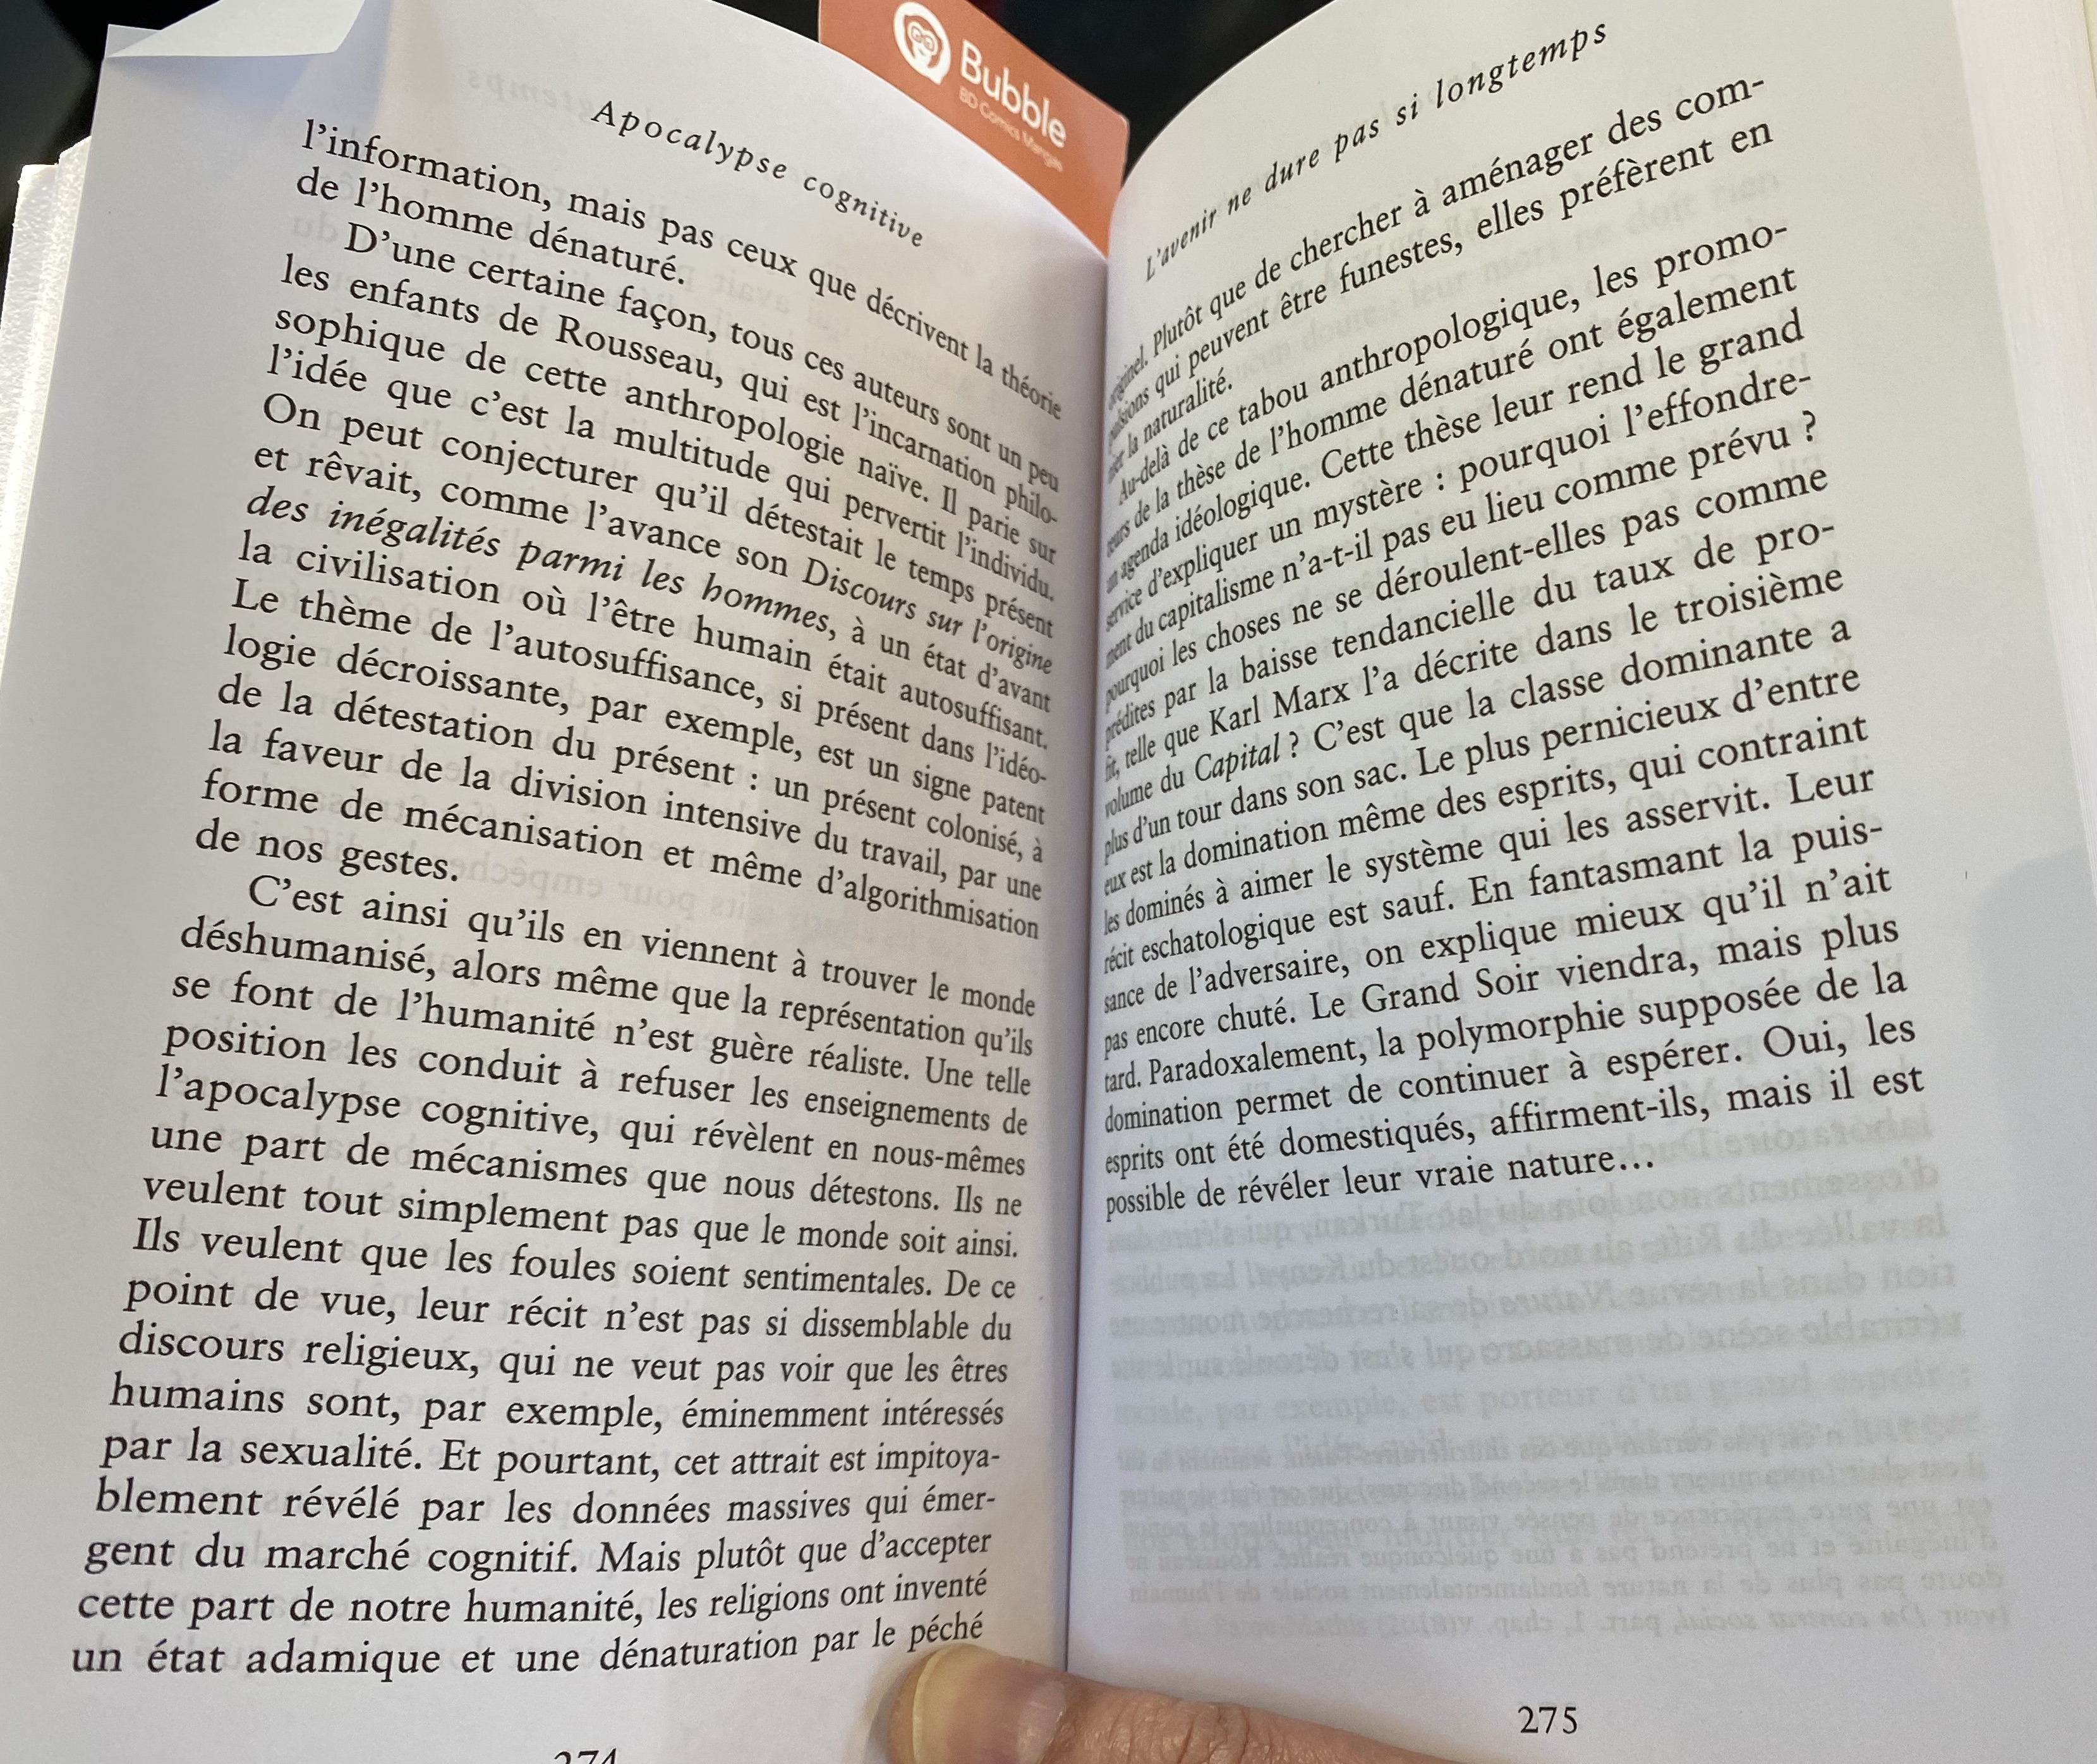 Bubble
BD Comics Mangas
Apocalypse cognitive
l'information, mais pas ceux que décrivent la théorie
de l'homme dénaturé.
D'une certaine façon, tous ces auteurs sont un peu
les enfants de Rousseau, qui est l'incarnation philo-
sophique de cette anthropologie naïve. Il parie sur
l'idée que c'est la multitude qui pervertit l'individu.
On peut conjecturer qu'il détestait le temps présent
et rêvait, comme l'avance son Discours sur l'origine
des inégalités parmi les hommes, à un état d'avant
la civilisation où l'être humain était autosuffisant.
Le thème de l'autosuffisance, si présent dans l'idéo-
logie décroissante, par exemple, est un signe patent
de la détestation du présent : un présent colonisé, à
la faveur de la division intensive du travail, par une
forme de mécanisation et même d'algorithmisation
de nos gestes.
C'est ainsi qu'ils en viennent à trouver le monde
déshumanisé, alors même que la représentation qu'ils
se font de l'humanité n'est guère réaliste. Une telle
position les conduit à refuser les enseignements de
l'apocalypse cognitive, qui révèlent en nous-mêmes
une part de mécanismes que nous détestons. Ils ne
veulent tout simplement pas que le monde soit ainsi.
Ils veulent que les foules soient sentimentales. De ce
point de vue, leur récit n'est pas si dissemblable du
discours religieux, qui ne veut pas voir que les êtres
humains sont, par exemple, éminemment intéressés
par la sexualité. Et pourtant, cet attrait est impitoya-
blement révélé par les données massives qui émer-
gent du marché cognitif. Mais plutôt que d'accepter
cette part de notre humanité, les religions ont inventé
un état adamique et une dénaturation par le péché
274
L'avenir ne dure pas si longtemps
originel. Plutôt que de chercher à aménager des com-
pulsions qui peuvent être funestes, elles préfèrent en
nier la naturalité.
Au-delà de ce tabou anthropologique, les promo-
teurs de la thèse de l'homme dénaturé ont également
un agenda idéologique. Cette thèse leur rend le grand
service d'expliquer un mystère : pourquoi l'effondre-
ment du capitalisme n'a-t-il pas eu lieu comme prévu ?
pourquoi les choses ne se déroulent-elles pas comme
prédites par la baisse tendancielle du taux de pro-
fit, telle que Karl Marx l'a décrite dans le troisième
volume du Capital ? C'est que la classe dominante a
plus d'un tour dans son sac. Le plus pernicieux d'entre
eux est la domination même des esprits, qui contraint
les dominés à aimer le système qui les asservit. Leur
récit eschatologique est sauf. En fantasmant la puis-
sance de l'adversaire, on explique mieux qu'il n'ait
pas encore chuté. Le Grand Soir viendra, mais plus
tard. Paradoxalement, la polymorphie supposée de la
domination permet de continuer à espérer. Oui, les
esprits ont été domestiqués, affirment-ils, mais il est
possible de révéler leur vraie nature…
275